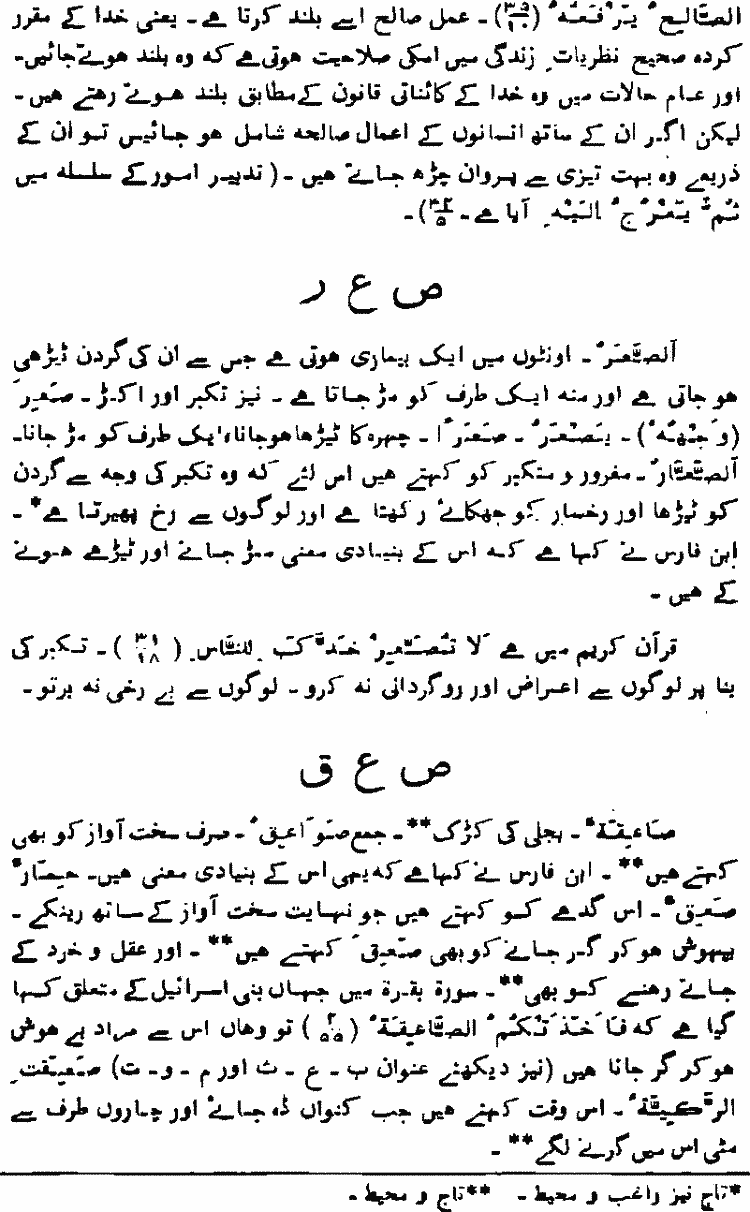 الصَّالِحُ يَرْفَعُهُ (۳۵/۱۰)۔ عمل صالح اسے بلند کرتا ہے۔ یعنی خدا کے مقرر
کردہ صحیح نظریاتِ زندگی میں اسکی صلاحیت ہوتی ہے کہ وہ بلند ہوتے جائیں۔
اور عام حالات میں وہ خدا کے کائناتی قانون کے مطابق بلند ہوتے رہتے ہیں۔
لیکن اگر ان کے ساتھ انسانوں کے اعمال صالحہ شامل ہو جائیں تو ان کے
ذریعے وہ بہت تیزی سے پروان چڑھ جاتے ہیں۔ (تدبیر امور کے سلسلہ میں
ثُمَّ يَعْرُجُ اِلَيْهِ آیا ہے۔ (۳۲/۵)۔
ص ع ر
اَلصَّعَرُ۔ اونٹوں میں ایک بیماری ہوتی ہے جس سے ان کی گردن ٹیڑھی
ہو جاتی ہے اور منہ ایک طرف کو مڑ جاتا ہے۔ نیز تکبر اور اکڑ۔ صَعِرَ
(وَجْهُهُ)۔ يَصْعَرُ۔ صَعَرًا۔ چہرہ کا ٹیڑھا ہو جانا، ایک طرف کو مڑ جانا۔
اَلصَّعَّارُ۔ مغرور و متکبر کو کہتے ہیں اس لئے کہ وہ تکبر کی وجہ سے گردن
کو ٹیڑھا اور رخسار کو جھکائے رکھتا ہے اور لوگوں سے رخ پھیرتا ہے*۔
ابن فارس نے کہا ہے کہ اس کے بنیادی معنی مڑ جانے اور ٹیڑھے ہونے
کے ہیں۔
قرآن کریم میں ہے لَا تُصَعِّرْ خَدَّكَ لِلنَّاسِ (۳۱/۱۸)۔ تکبر کی
بنا پر لوگوں سے اعراض اور روگردانی نہ کرو۔ لوگوں سے بے رخی نہ برتو۔
ص ع ق
صَاعِقَةٌ۔ بجلی کی کڑک**۔ جمع صَوَاعِقُ۔ صرف سخت آواز کو بھی
کہتے ہیں**۔ ابن فارس نے کہا ہے کہ یہی اس کے بنیادی معنی ہیں۔ حِمَارٌ
صَعِقٌ۔ اس گدھے کو کہتے ہیں جو نہایت سخت آواز کے ساتھ رینکے۔
بیہوش ہو کر گر جانے کو بھی صَعِقَ کہتے ہیں**۔ اور عقل و خرد کے
جاتے رہنے کو بھی**۔ سورۃ بقرۃ میں جہاں بنی اسرائیل کے متعلق کہا
گیا ہے کہ فَاَخَذَتْكُمُ الصَّاعِقَةُ (۲/۵۵) تو وہاں اس سے مراد بے ہوش
ہو کر گر جانا ہیں (نیز دیکھئے عنوان ب۔ ع۔ ث اور م۔ و۔ ت) صَعِقَتِ
الرَّكِيَّةُ۔ اس وقت کہتے ہیں جب کنواں ڈہ جائے اور چاروں طرف سے
مٹی اس میں گرنے لگے**۔
*تاج نیز راغب و محیط۔ **تاج و محیط۔